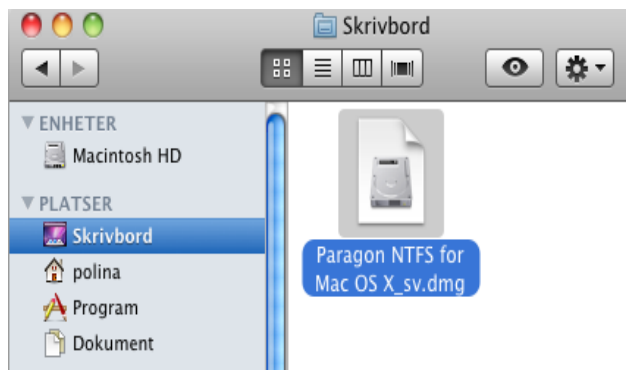 Skrivbord
ENHETER
Macintosh HD
PLATSER
Skrivbord
polina
Program
Dokument
Paragon NTFS for
Mac OS X_sv.dmg